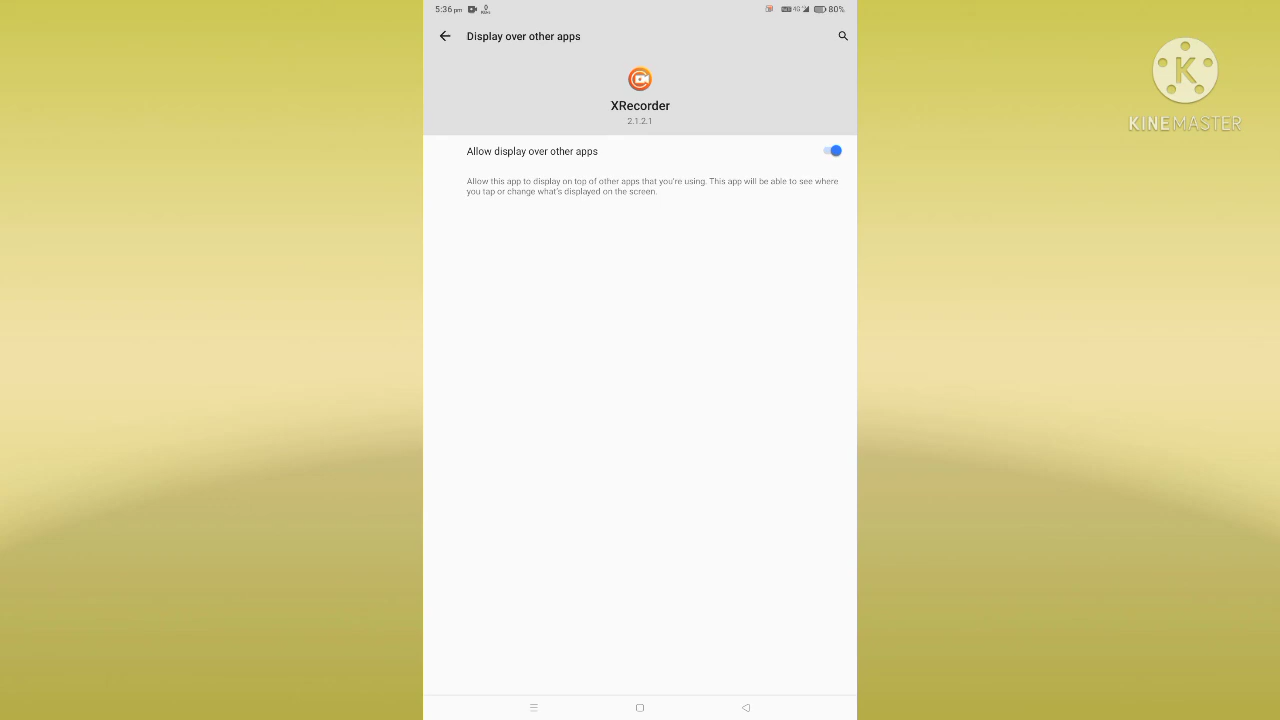 5:36 pm 80%
Display over other apps
XRecorder
2.1.2.1
Allow display over other apps
Allow this app to display on top of other apps that you're using. This app will be able to see where
you tap or change what's displayed on the screen.
K
KINEMASTER